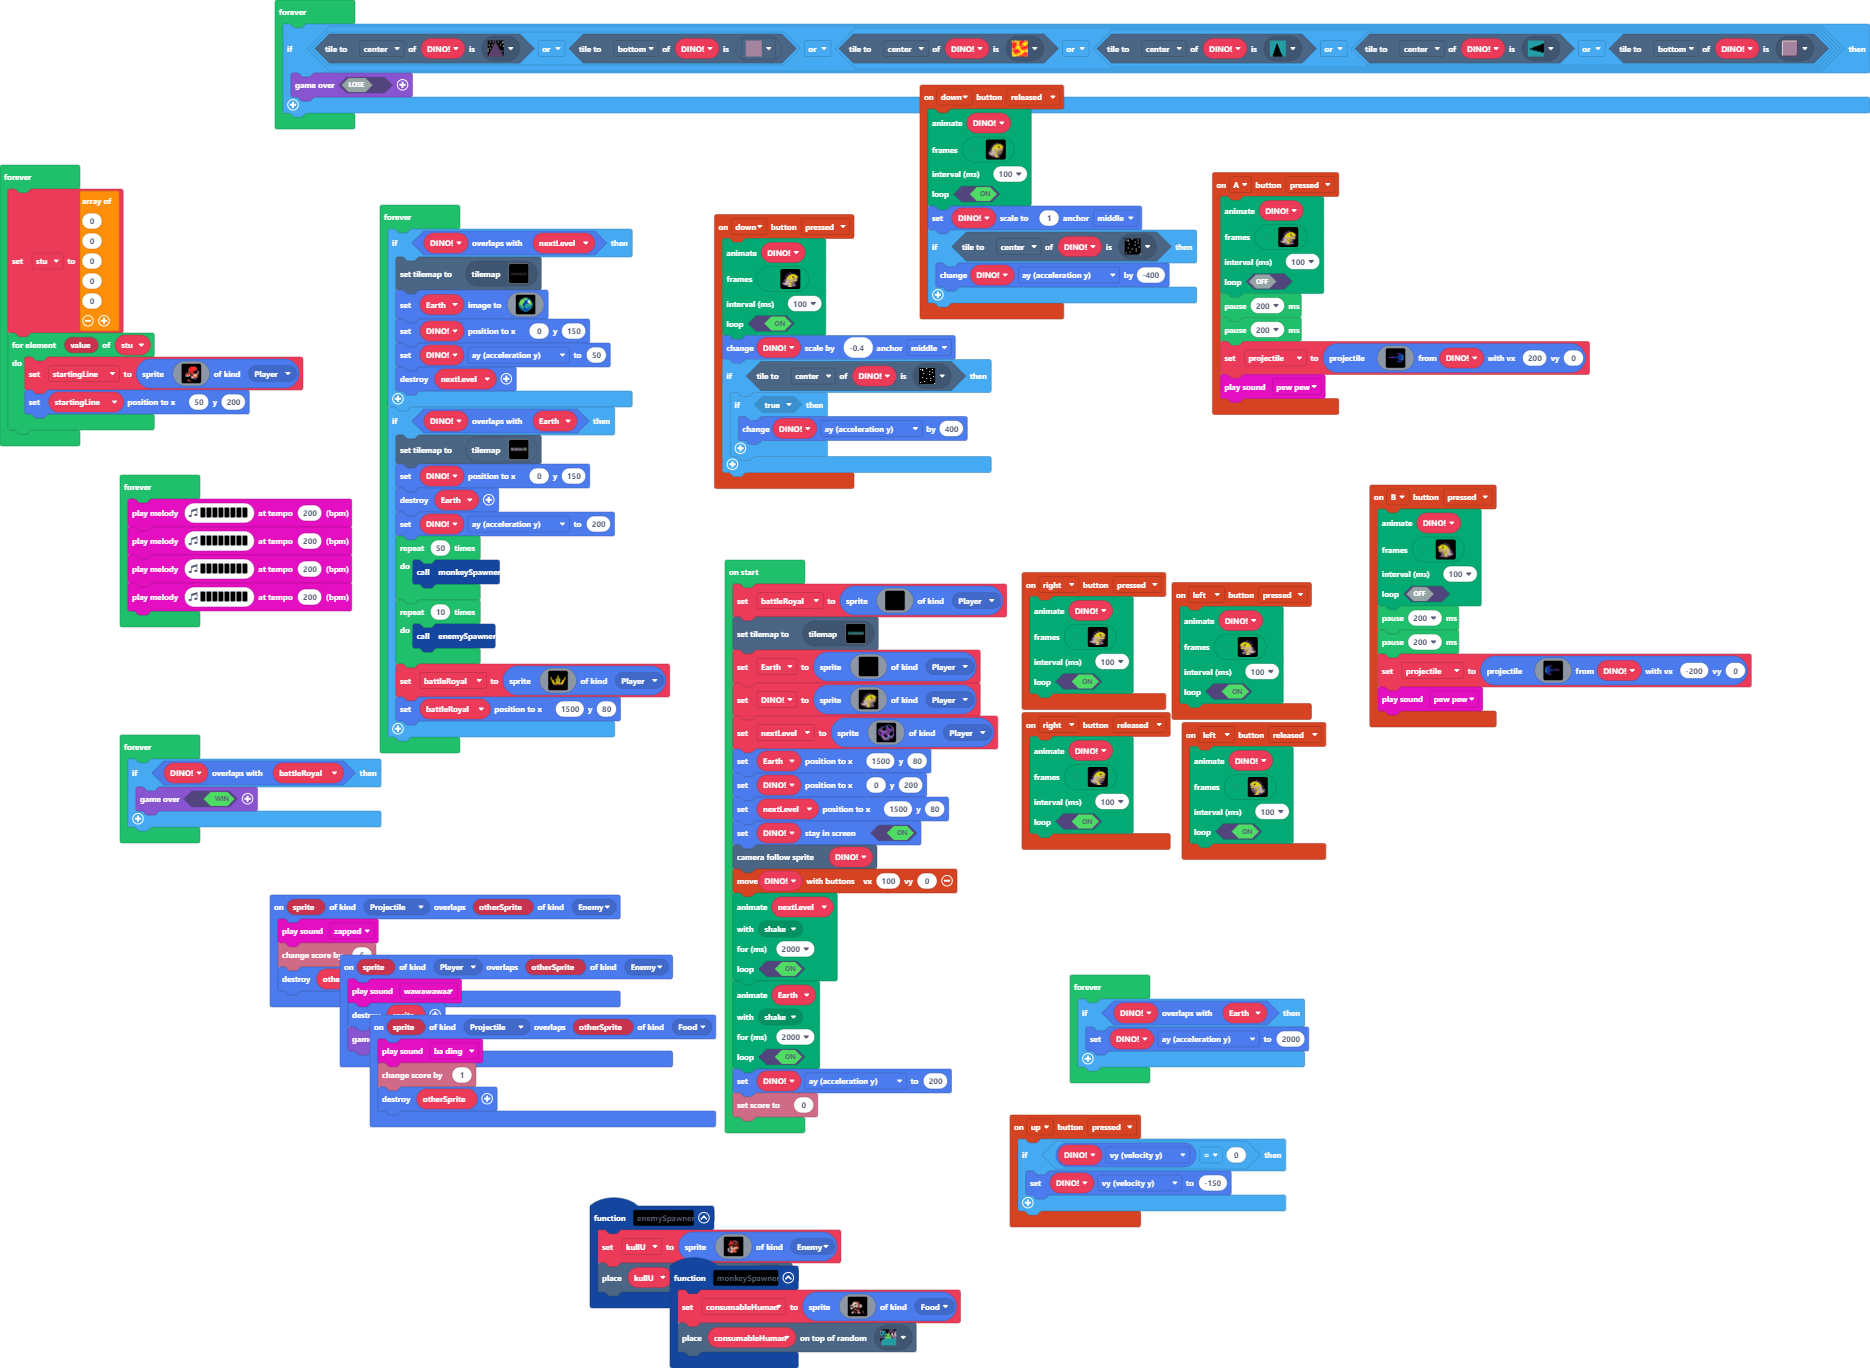 forever
if tile to center of DINO! is or tile to bottom of DINO! is or tile to center of DINO! is or tile to center of DINO! is or tile to center of DINO! is or tile to bottom of DINO! is then
game over LOSE
forever
set stu to array of
0
0
0
0
0
for element value of stu
do
set startingLine to sprite of kind Player
set startingLine position to x 50 y 200
forever
play melody at tempo 200 (bpm)
play melody at tempo 200 (bpm)
play melody at tempo 200 (bpm)
play melody at tempo 200 (bpm)
forever
if DINO! overlaps with battleRoyal then
game over WIN
forever
if DINO! overlaps with nextLevel then
set tilemap to tilemap
set Earth image to
set DINO! position to x 0 y 150
set DINO! ay (acceleration y) to 50
destroy nextLevel
if DINO! overlaps with Earth then
set tilemap to tilemap
set DINO! position to x 0 y 150
destroy Earth
set DINO! ay (acceleration y) to 200
repeat 50 times
do call monkeySpawner
repeat 10 times
do call enemySpawner
set battleRoyal to sprite of kind Player
set battleRoyal position to x 1500 y 80
on down button pressed
animate DINO!
frames
interval (ms) 100
loop ON
change DINO! scale by -0.4 anchor middle
if tile to center of DINO! is then
if true then
change DINO! ay (acceleration y) by 400
on down button released
animate DINO!
frames
interval (ms) 100
loop ON
set DINO! scale to 1 anchor middle
if tile to center of DINO! is then
change DINO! ay (acceleration y) by -400
on A button pressed
animate DINO!
frames
interval (ms) 100
loop OFF
pause 200 ms
pause 200 ms
set projectile to projectile from DINO! with vx 200 vy 0
play sound pew pew
on B button pressed
animate DINO!
frames
interval (ms) 100
loop OFF
pause 200 ms
pause 200 ms
set projectile to projectile from DINO! with vx -200 vy 0
play sound pew pew
on start
set battleRoyal to sprite of kind Player
set tilemap to tilemap
set Earth to sprite of kind Player
set DINO! to sprite of kind Player
set nextLevel to sprite of kind Player
set Earth position to x 1500 y 80
set DINO! position to x 0 y 200
set nextLevel position to x 1500 y 80
set DINO! stay in screen ON
camera follow sprite DINO!
move DINO! with buttons vx 100 vy 0
animate nextLevel
with shake
for (ms) 2000
loop ON
animate Earth
with shake
for (ms) 2000
loop ON
set DINO! ay (acceleration y) to 200
set score to 0
on right button pressed
animate DINO!
frames
interval (ms) 100
loop ON
on left button pressed
animate DINO!
frames
interval (ms) 100
loop ON
on right button released
animate DINO!
frames
interval (ms) 100
loop ON
on left button released
animate DINO!
frames
interval (ms) 100
loop ON
on sprite of kind Projectile overlaps otherSprite of kind Enemy
play sound zapped
change score by
destroy
on sprite of kind Player overlaps otherSprite of kind Enemy
play sound
on sprite of kind Projectile overlaps otherSprite of kind Food
play sound ba ding
change score by 1
destroy otherSprite
forever
if DINO! overlaps with Earth then
set DINO! ay (acceleration y) to 2000
on up button pressed
if DINO! vy (velocity y) = 0 then
set DINO! vy (velocity y) to -150
function enemySpawner
set kullU to sprite of kind Enemy
place kullU
function monkeySpawner
set consumableHuman to sprite of kind Food
place consumableHuman on top of random